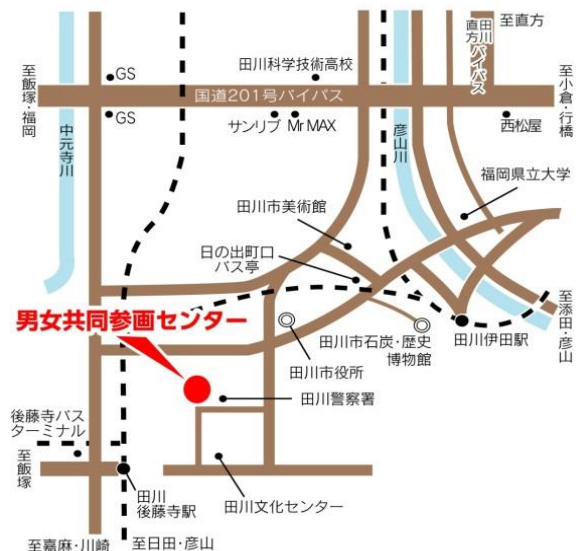 至直方
田川
直方バイパス
GS
田川科学技術高校
至飯塚・福岡
国道201号バイパス
至小倉・行橋
GS
サンリブ
Mr MAX
西松屋
中元寺川
彦山川
福岡県立大学
田川市美術館
日の出町口
バス亭
男女共同参画センター
田川市石炭・歴史
博物館
田川伊田駅
至添田・彦山
田川市役所
田川警察署
後藤寺バス
ターミナル
至飯塚
田川
後藤寺駅
田川文化センター
至嘉麻・川崎
至日田・彦山